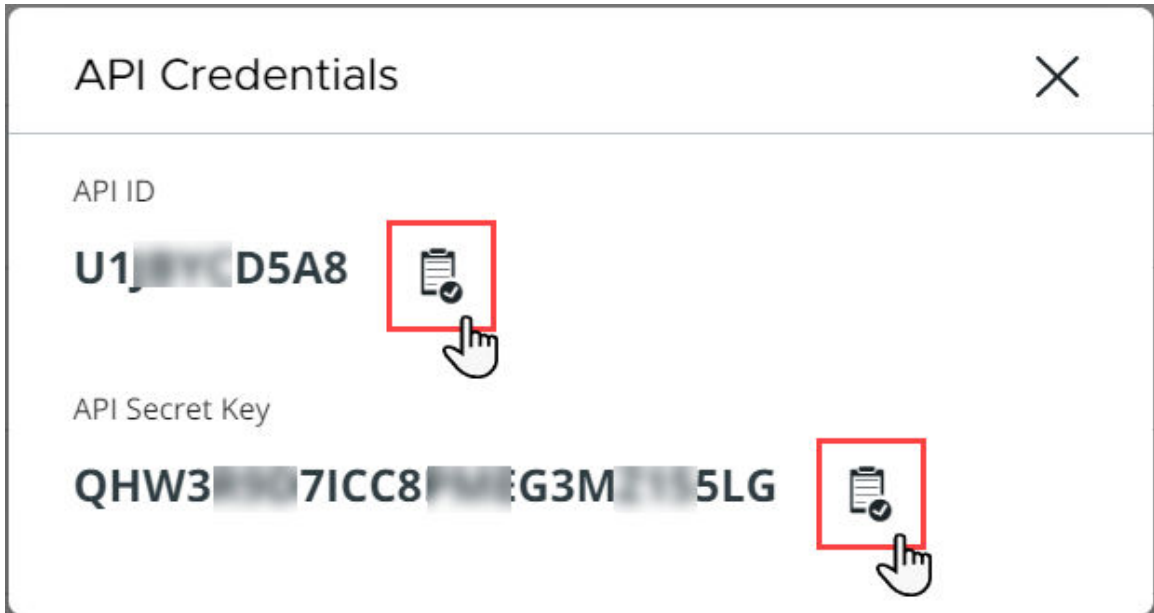 API Credentials
API ID
U1 D5A8
API Secret Key
QHW3 7ICC8 G3M 5LG